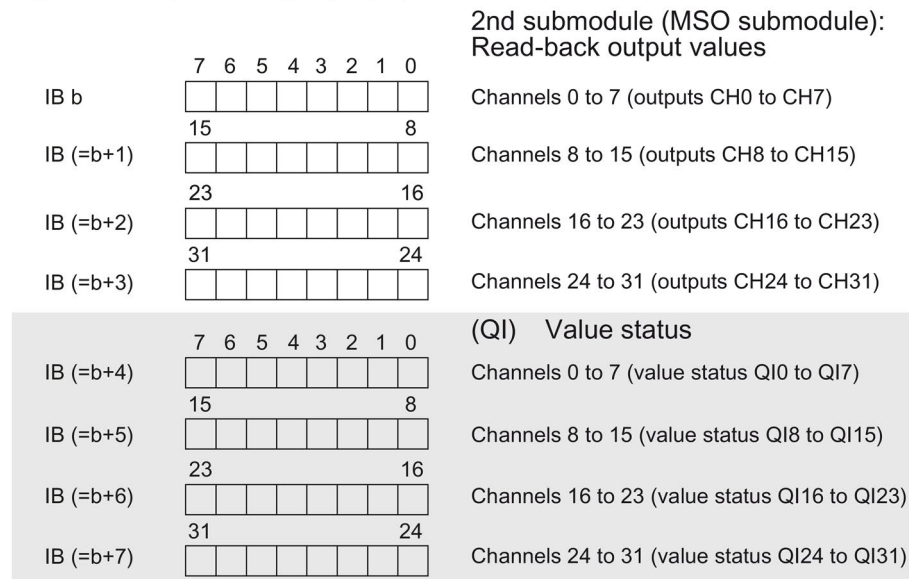 2nd submodule (MSO submodule):
Read-back output values
7 6 5 4 3 2 1 0
IB b Channels 0 to 7 (outputs CH0 to CH7)
15 8
IB (=b+1) Channels 8 to 15 (outputs CH8 to CH15)
23 16
IB (=b+2) Channels 16 to 23 (outputs CH16 to CH23)
31 24
IB (=b+3) Channels 24 to 31 (outputs CH24 to CH31)
(QI) Value status
7 6 5 4 3 2 1 0
IB (=b+4) Channels 0 to 7 (value status QI0 to QI7)
15 8
IB (=b+5) Channels 8 to 15 (value status QI8 to QI15)
23 16
IB (=b+6) Channels 16 to 23 (value status QI16 to QI23)
31 24
IB (=b+7) Channels 24 to 31 (value status QI24 to QI31)